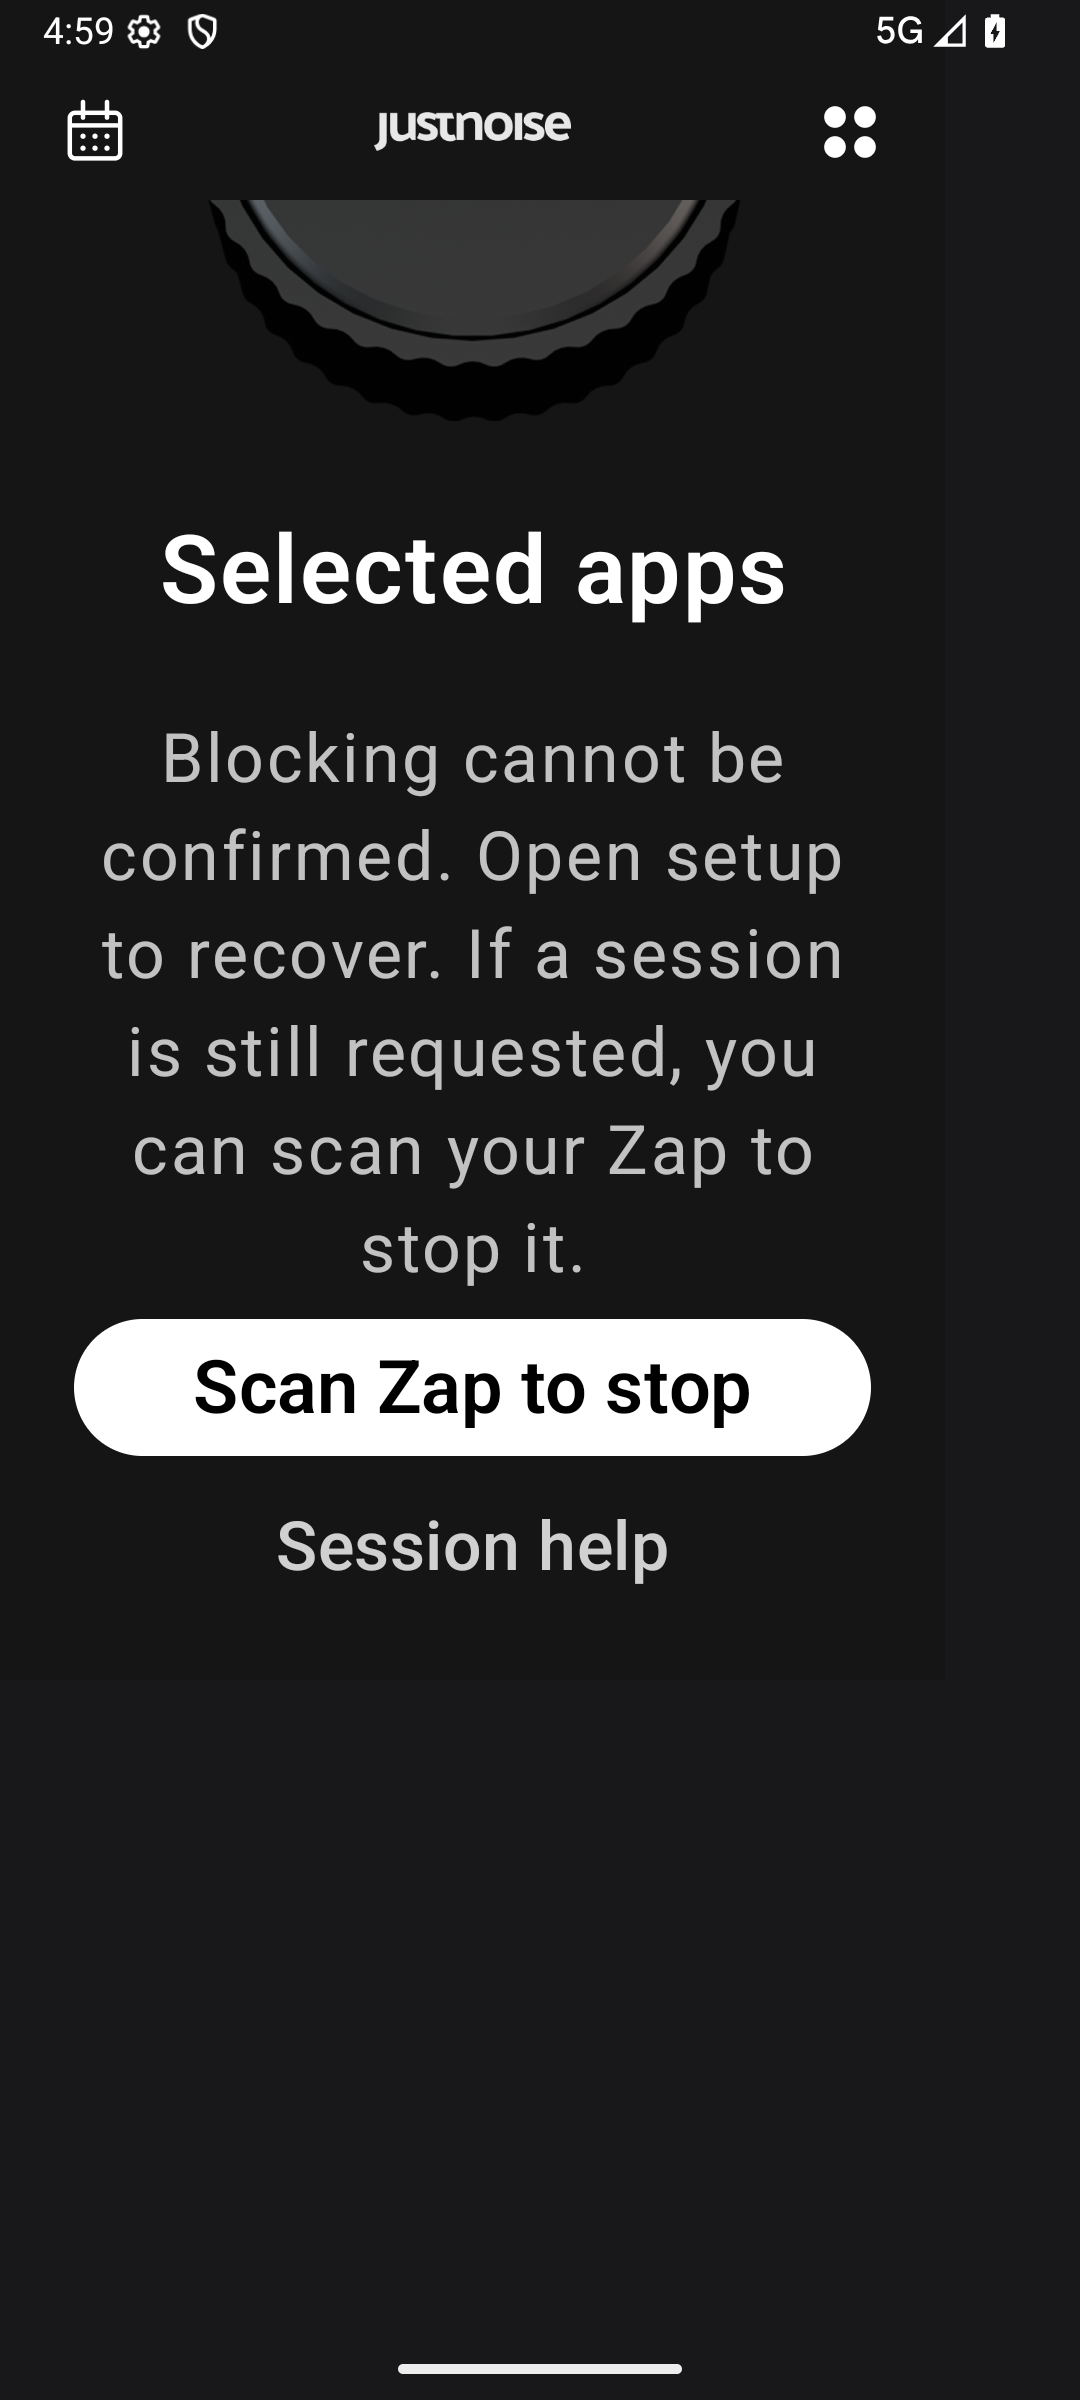 4:59
5G
justnoise
Selected apps
Blocking cannot be
confirmed. Open setup
to recover. If a session
is still requested, you
can scan your Zap to
stop it.
Scan Zap to stop
Session help